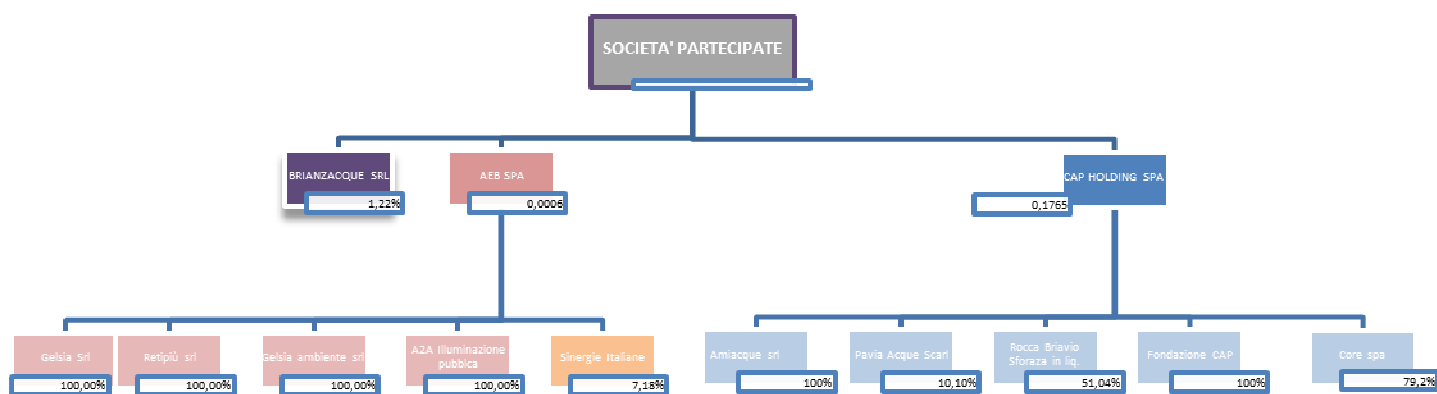 SOCIETA' PARTECIPATE
BRIANZACQUE SRL
1,22%
AEB SPA
0,0006
CAP HOLDING SPA
0,1765
Gelsia Srl
100,00%
Retipiù srl
100,00%
Gelsia ambiente srl
100,00%
A2A Illuminazione
pubblica
100,00%
Sinergie Italiane
7,18%
Amiacque srl
100%
Pavia Acque Scarl
10,10%
Rocca Briavio
Sforaza in liq.
51,04%
Fondazione CAP
100%
Core spa
79,2%